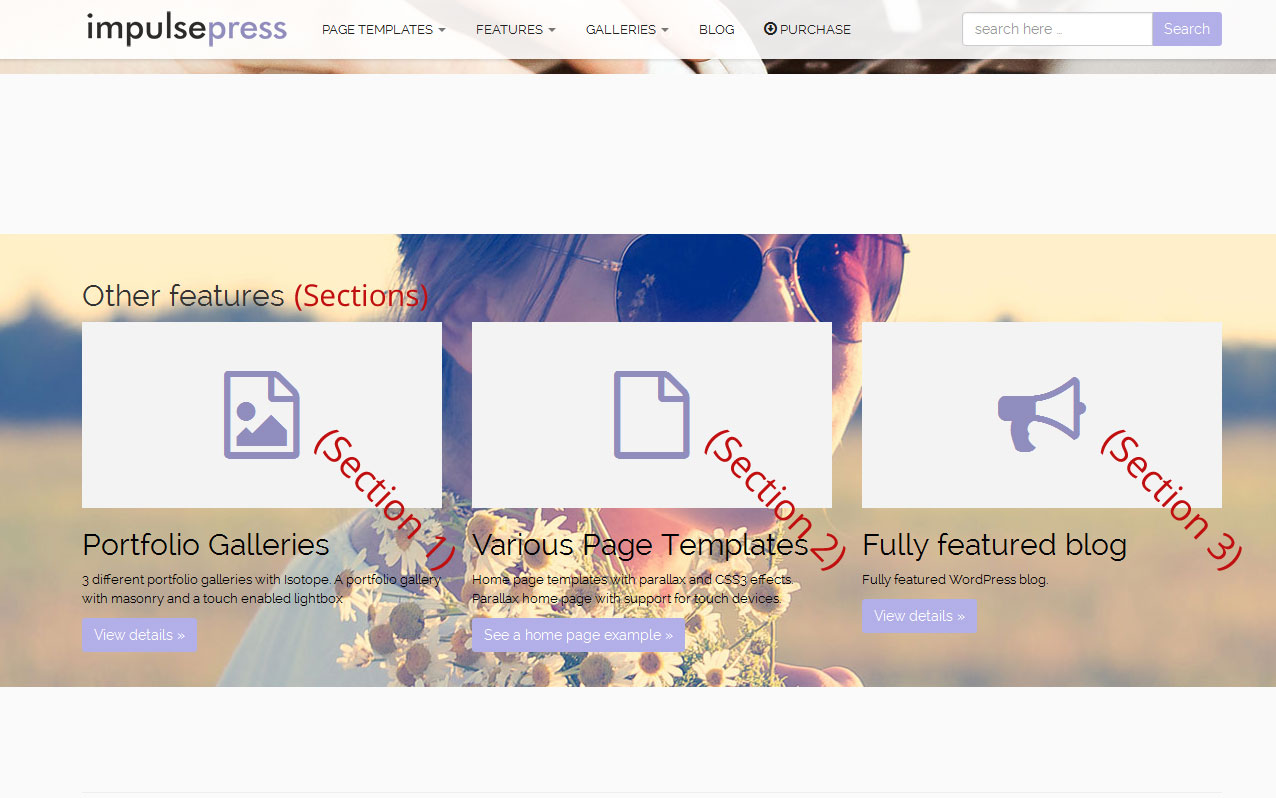 impulsepress
PAGE TEMPLATES FEATURES GALLERIES BLOG PURCHASE
search here ... Search
Other features (Sections)
(Section 1)
(Section 2)
(Section 3)
Portfolio Galleries
3 different portfolio galleries with Isotope. A portfolio gallery
with masonry and a touch enabled lightbox
View details »
Various Page Templates
Home page templates with parallax and CSS3 effects.
Parallax home page with support for touch devices.
See a home page example »
Fully featured blog
Fully featured WordPress blog.
View details »